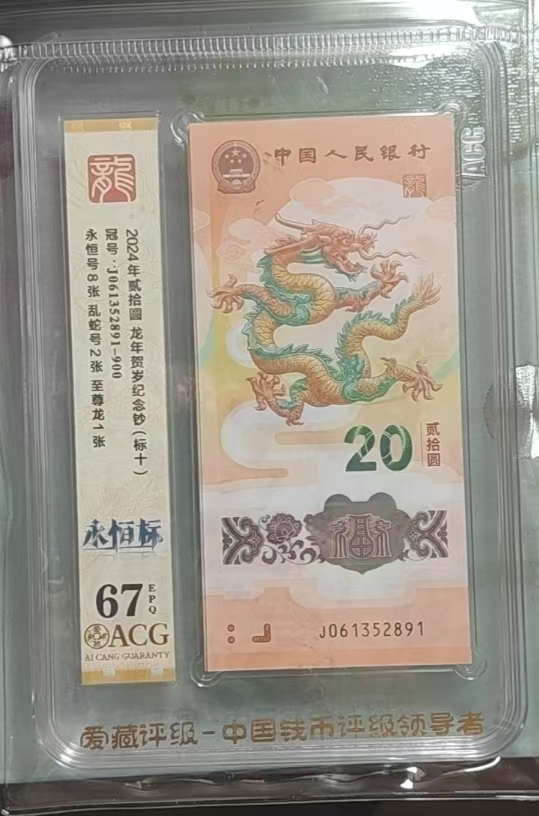 龍
2024年贰拾圆 龙年贺岁纪念钞（标十）
冠号：J061352891-900
永恒号8张 乱蛇号2张 至尊龙1张
永恒标
67 EPQ
ACG
AI CANG GUARANTY
中国人民银行
龍
20 贰拾圆
J061352891
ACG
爱藏评级-中国钱币评级领导者